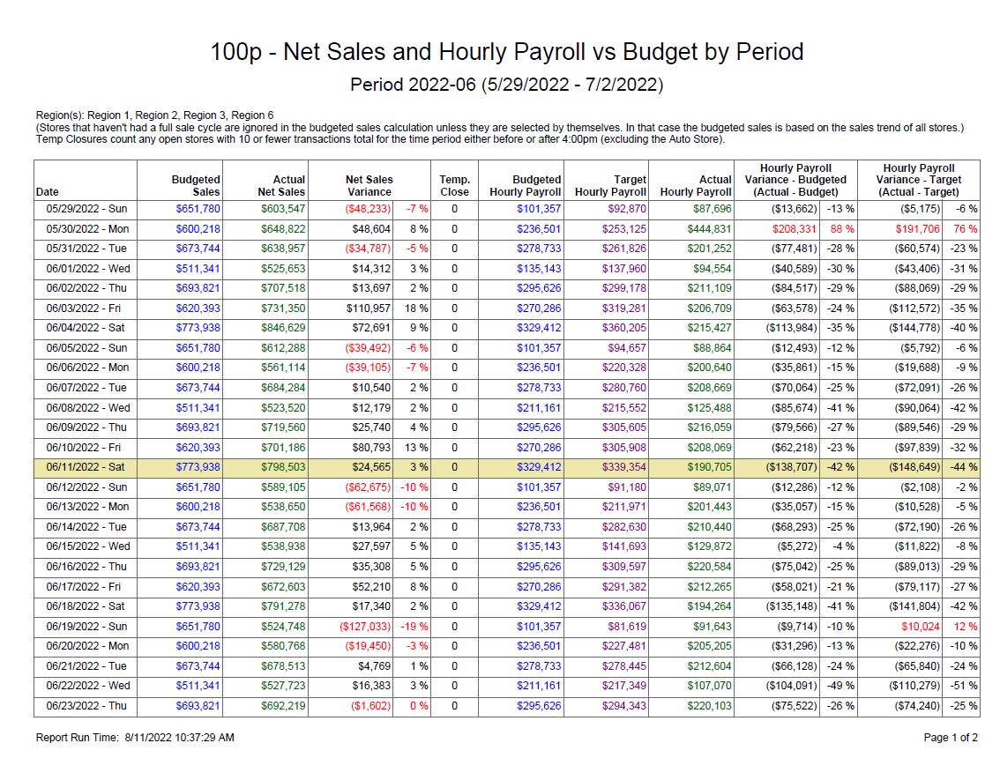 100p - Net Sales and Hourly Payroll vs Budget by Period
Period 2022-06 (5/29/2022 - 7/2/2022)
Region(s): Region 1, Region 2, Region 3, Region 6
(Stores that haven't had a full sale cycle are ignored in the budgeted sales calculation unless they are selected by themselves. In that case the budgeted sales is based on the sales trend of all stores.)
Temp Closures count any open stores with 10 or fewer transactions total for the time period either before or after 4:00pm (excluding the Auto Store).
Hourly Payroll Hourly Payroll
Budgeted Actual Net Sales Temp. Budgeted Target Actual Variance - Budgeted Variance - Target
Date Sales Net Sales Variance Close Hourly Payroll Hourly Payroll Hourly Payroll (Actual - Budget) (Actual - Target)
05/29/2022 - Sun $651,780 $603,547 ($48,233) -7 % 0 $101,357 $92,870 $87,696 ($13,662) -13 % ($5,175) -6 %
05/30/2022 - Mon $600,218 $648,822 $48,604 8 % 0 $236,501 $253,125 $444,831 $208,331 88 % $191,706 76 %
05/31/2022 - Tue $673,744 $638,957 ($34,787) -5 % 0 $278,733 $261,826 $201,252 ($77,481) -28 % ($60,574) -23 %
06/01/2022 - Wed $511,341 $525,653 $14,312 3 % 0 $135,143 $137,960 $94,554 ($40,589) -30 % ($43,406) -31 %
06/02/2022 - Thu $693,821 $707,518 $13,697 2 % 0 $295,626 $299,178 $211,109 ($84,517) -29 % ($88,069) -29 %
06/03/2022 - Fri $620,393 $731,350 $110,957 18 % 0 $270,286 $319,281 $206,709 ($63,578) -24 % ($112,572) -35 %
06/04/2022 - Sat $773,938 $846,629 $72,691 9 % 0 $329,412 $360,205 $215,427 ($113,984) -35 % ($144,778) -40 %
06/05/2022 - Sun $651,780 $612,288 ($39,492) -6 % 0 $101,357 $94,657 $88,864 ($12,493) -12 % ($5,792) -6 %
06/06/2022 - Mon $600,218 $561,114 ($39,105) -7 % 0 $236,501 $220,328 $200,640 ($35,861) -15 % ($19,688) -9 %
06/07/2022 - Tue $673,744 $684,284 $10,540 2 % 0 $278,733 $280,760 $208,669 ($70,064) -25 % ($72,091) -26 %
06/08/2022 - Wed $511,341 $523,520 $12,179 2 % 0 $211,161 $215,552 $125,488 ($85,674) -41 % ($90,064) -42 %
06/09/2022 - Thu $693,821 $719,560 $25,740 4 % 0 $295,626 $305,605 $216,059 ($79,566) -27 % ($89,546) -29 %
06/10/2022 - Fri $620,393 $701,186 $80,793 13 % 0 $270,286 $305,908 $208,069 ($62,218) -23 % ($97,839) -32 %
06/11/2022 - Sat $773,938 $798,503 $24,565 3 % 0 $329,412 $339,354 $190,705 ($138,707) -42 % ($148,649) -44 %
06/12/2022 - Sun $651,780 $589,105 ($62,675) -10 % 0 $101,357 $91,180 $89,071 ($12,286) -12 % ($2,108) -2 %
06/13/2022 - Mon $600,218 $538,650 ($61,568) -10 % 0 $236,501 $211,971 $201,443 ($35,057) -15 % ($10,528) -5 %
06/14/2022 - Tue $673,744 $687,708 $13,964 2 % 0 $278,733 $282,630 $210,440 ($68,293) -25 % ($72,190) -26 %
06/15/2022 - Wed $511,341 $538,938 $27,597 5 % 0 $135,143 $141,693 $129,872 ($5,272) -4 % ($11,822) -8 %
06/16/2022 - Thu $693,821 $729,129 $35,308 5 % 0 $295,626 $309,597 $220,584 ($75,042) -25 % ($89,013) -29 %
06/17/2022 - Fri $620,393 $672,603 $52,210 8 % 0 $270,286 $291,382 $212,265 ($58,021) -21 % ($79,117) -27 %
06/18/2022 - Sat $773,938 $791,278 $17,340 2 % 0 $329,412 $336,067 $194,264 ($135,148) -41 % ($141,804) -42 %
06/19/2022 - Sun $651,780 $524,748 ($127,033) -19 % 0 $101,357 $81,619 $91,643 ($9,714) -10 % $10,024 12 %
06/20/2022 - Mon $600,218 $580,768 ($19,450) -3 % 0 $236,501 $227,481 $205,205 ($31,296) -13 % ($22,276) -10 %
06/21/2022 - Tue $673,744 $678,513 $4,769 1 % 0 $278,733 $278,445 $212,604 ($66,128) -24 % ($65,840) -24 %
06/22/2022 - Wed $511,341 $527,723 $16,383 3 % 0 $211,161 $217,349 $107,070 ($104,091) -49 % ($110,279) -51 %
06/23/2022 - Thu $693,821 $692,219 ($1,602) 0 % 0 $295,626 $294,343 $220,103 ($75,522) -26 % ($74,240) -25 %
Report Run Time: 8/11/2022 10:37:29 AM Page 1 of 2